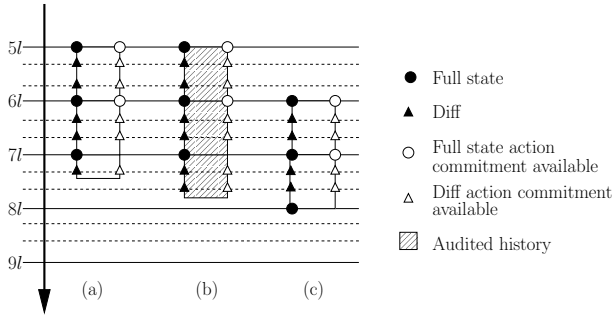 5l
6l
7l
8l
9l
(a)
(b)
(c)
Full state
Diff
Full state action
commitment available
Diff action commitment
available
Audited history